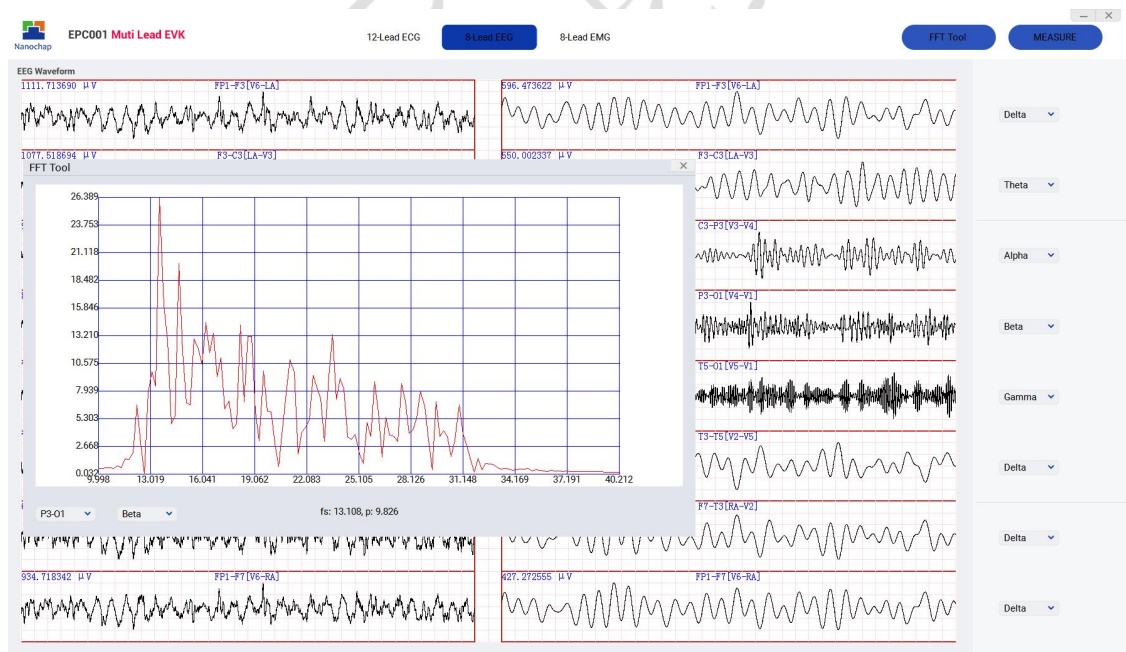 EPC001 Muti Lead EVK
Nanochap
12-Lead ECG
8-Lead EEG
8-Lead EMG
FFT Tool
MEASURE
EEG Waveform
1111.713690 μV
FP1-F3[V6-LA]
596.473622 μV
FP1-F3[V6-LA]
Delta
1077.518694 μV
F3-C3[LA-V3]
550.002337 μV
F3-C3[LA-V3]
Theta
FFT Tool
26.389
23.753
21.118
18.482
15.846
13.210
10.575
7.939
5.303
2.668
0.032
9.998
13.019
16.041
19.062
22.083
25.105
28.126
31.148
34.169
37.191
40.212
P3-O1
Beta
fs: 13.108, p: 9.826
C3-P3[V3-V4]
Alpha
P3-O1[V4-V1]
Beta
T5-O1[V5-V1]
Gamma
T3-T5[V2-V5]
Delta
F7-T3[RA-V2]
Delta
934.718342 μV
FP1-F7[V6-RA]
427.272555 μV
FP1-F7[V6-RA]
Delta